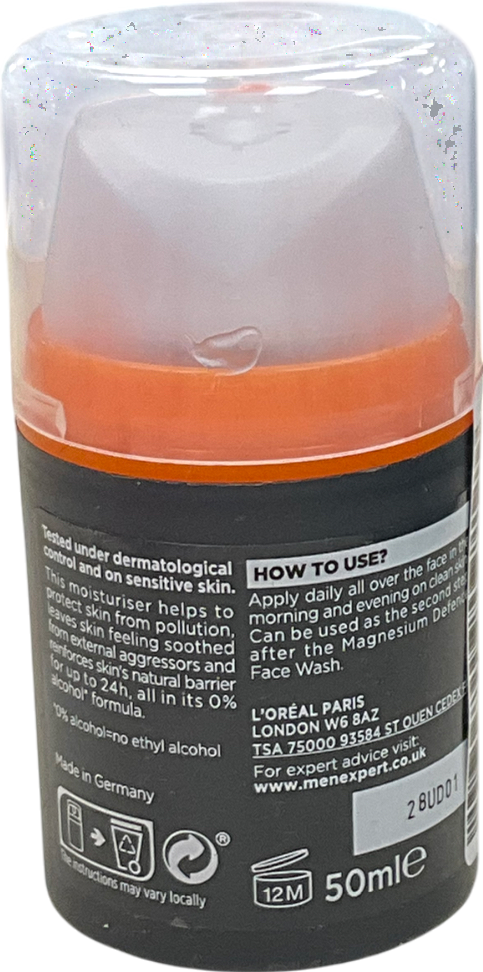 Tested under dermatological
control and on sensitive skin.
This moisturiser helps to
protect skin from pollution,
leaves skin feeling soothed
from external aggressors and
reinforces skin's natural barrier
for up to 24h, all in its 0%
alcohol* formula.
*0% alcohol=no ethyl alcohol
Made in Germany
The instructions may vary locally
HOW TO USE?
Apply daily all over the face in the
morning and evening on clean
Can be used as the second step
after the Magnesium
Face Wash.
L'ORÉAL PARIS
LONDON W6 8AZ
TSA 75000 93584 ST OUEN CEDEX
For expert advice visit:
www.menexpert.co.uk
28UD01
12M
50ml℮